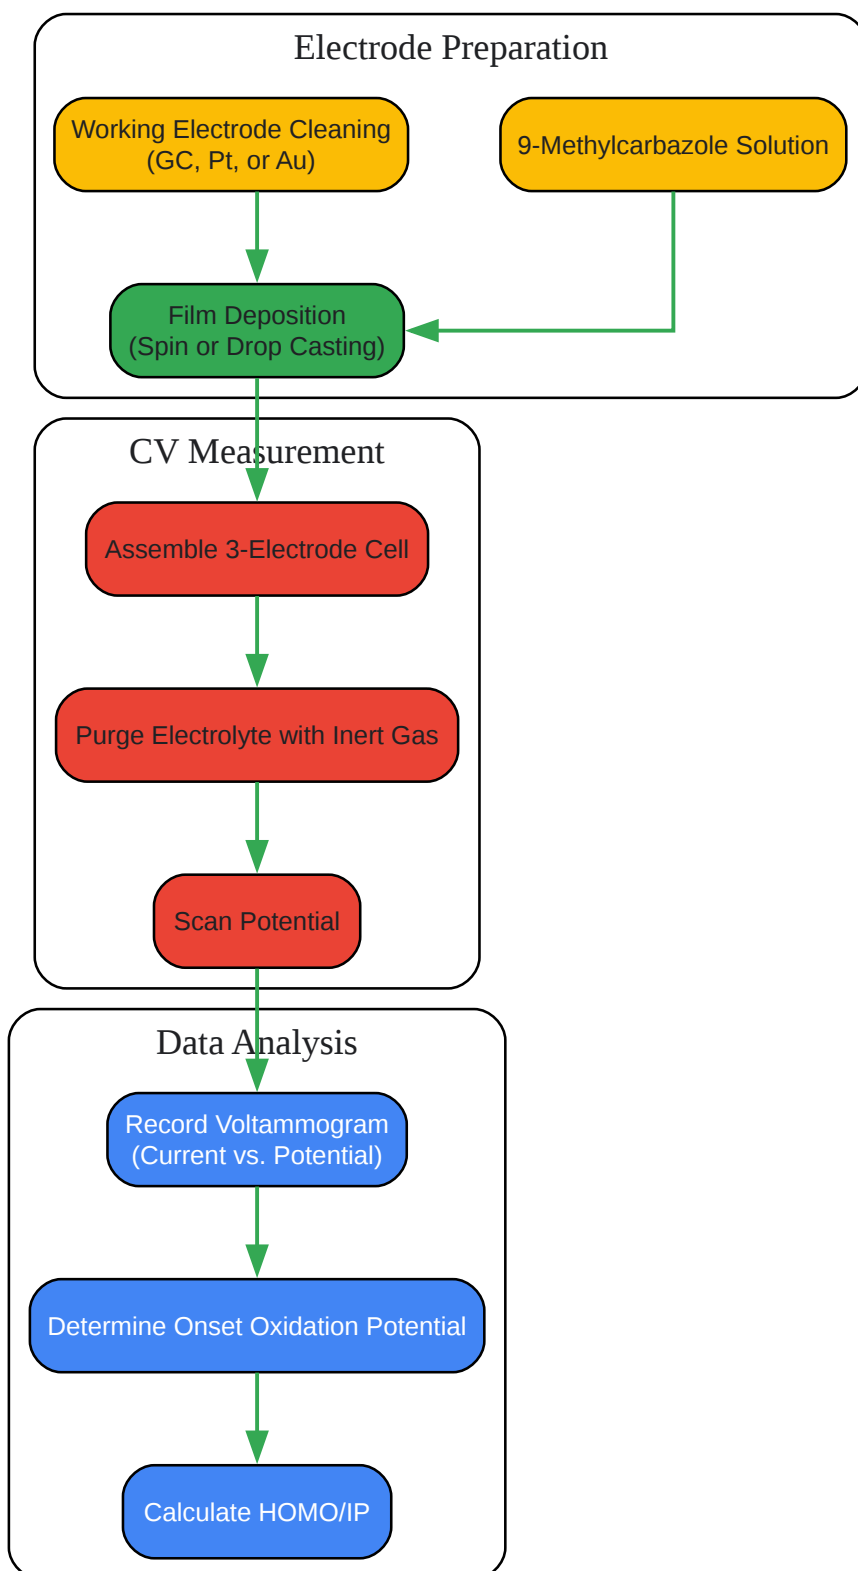 Electrode Preparation
Working Electrode Cleaning
(GC, Pt, or Au)
9-Methylcarbazole Solution
Film Deposition
(Spin or Drop Casting)
CV Measurement
Assemble 3-Electrode Cell
Purge Electrolyte with Inert Gas
Scan Potential
Data Analysis
Record Voltammogram
(Current vs. Potential)
Determine Onset Oxidation Potential
Calculate HOMO/IP